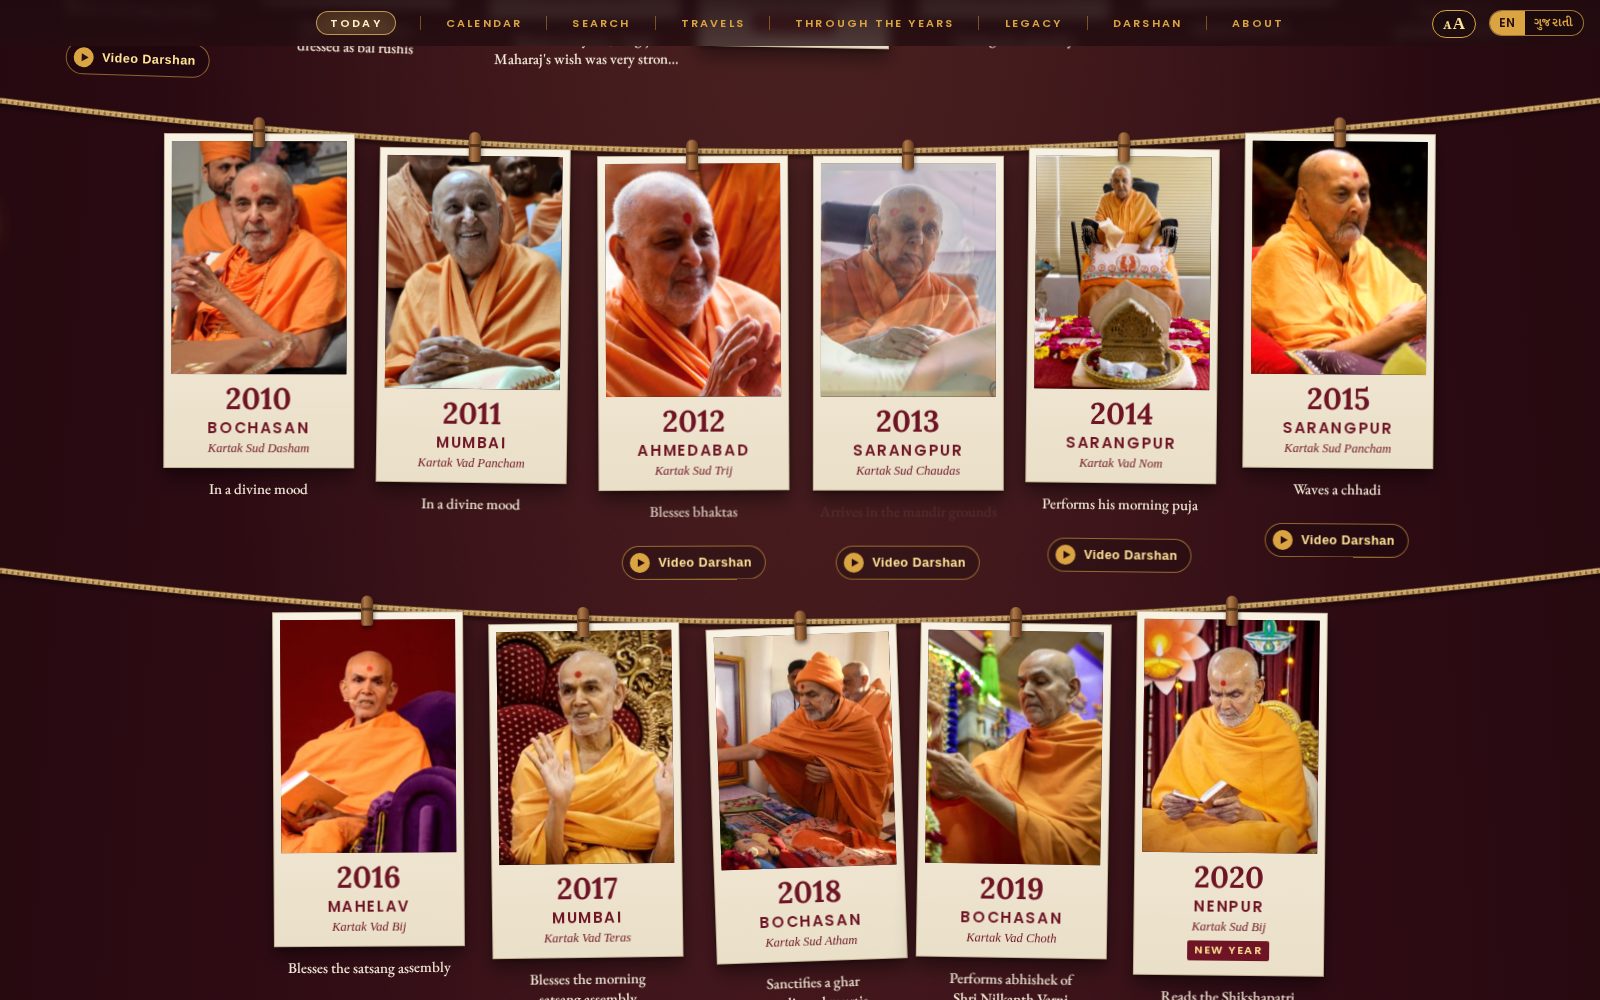 TODAY
CALENDAR
SEARCH
TRAVELS
THROUGH THE YEARS
LEGACY
DARSHAN
ABOUT
AA
EN
ગુજરાતી
Video Darshan
dressed as bal rushis
Maharaj's wish was very stron...
2010
BOCHASAN
Kartak Sud Dasham
In a divine mood
2011
MUMBAI
Kartak Vad Pancham
In a divine mood
2012
AHMEDABAD
Kartak Sud Trij
Blesses bhaktas
Video Darshan
2013
SARANGPUR
Kartak Sud Chaudas
Arrives in the mandir grounds
Video Darshan
2014
SARANGPUR
Kartak Vad Nom
Performs his morning puja
Video Darshan
2015
SARANGPUR
Kartak Sud Pancham
Waves a chhadi
Video Darshan
2016
MAHELAV
Kartak Vad Bij
Blesses the satsang assembly
2017
MUMBAI
Kartak Vad Teras
Blesses the morning
satsang assembly
2018
BOCHASAN
Kartak Sud Atham
Sanctifies a ghar
2019
BOCHASAN
Kartak Vad Choth
Performs abhishek of
Shri Nilkanth Varni
2020
NENPUR
Kartak Sud Bij
NEW YEAR
Reads the Shikshapatri